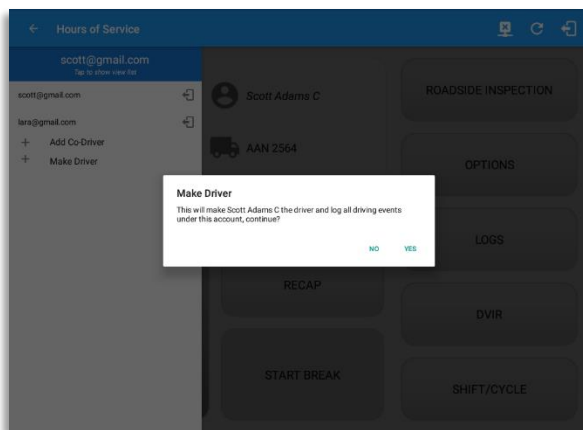 Hours of Service
scott@gmail.com
Tap to show view list
scott@gmail.com
lara@gmail.com
Add Co-Driver
Make Driver
Scott Adams C
AAN 2564
ROADSIDE INSPECTION
OPTIONS
LOGS
Make Driver
This will make Scott Adams C the driver and log all driving events
under this account, continue?
NO YES
RECAP
DVIR
START BREAK
SHIFT/CYCLE